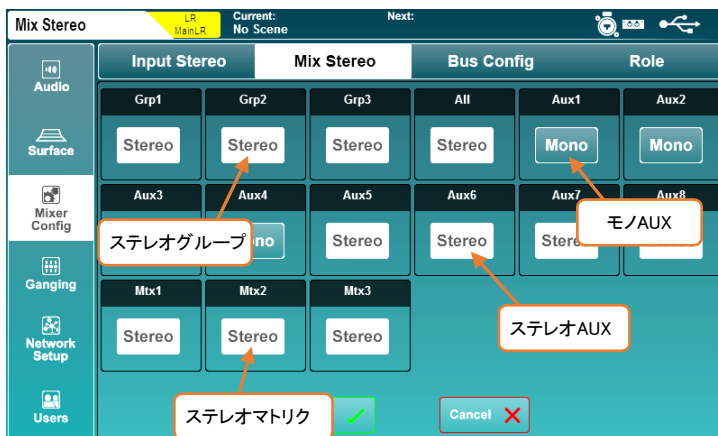 Mix Stereo
LR
MainLR
Current:
No Scene
Next:
Audio
Surface
Mixer
Config
Ganging
Network
Setup
Users
Input Stereo
Mix Stereo
Bus Config
Role
Grp1
Grp2
Grp3
All
Aux1
Aux2
Stereo
Stereo
Stereo
Stereo
Mono
Mono
Aux3
Aux4
Aux5
Aux6
Aux7
Aux8
Stereo
Stereo
モノAUX
ステレオグループ
Mtx1
Mtx2
Mtx3
Stereo
Stereo
Stereo
ステレオAUX
ステレオマトリク
Cancel